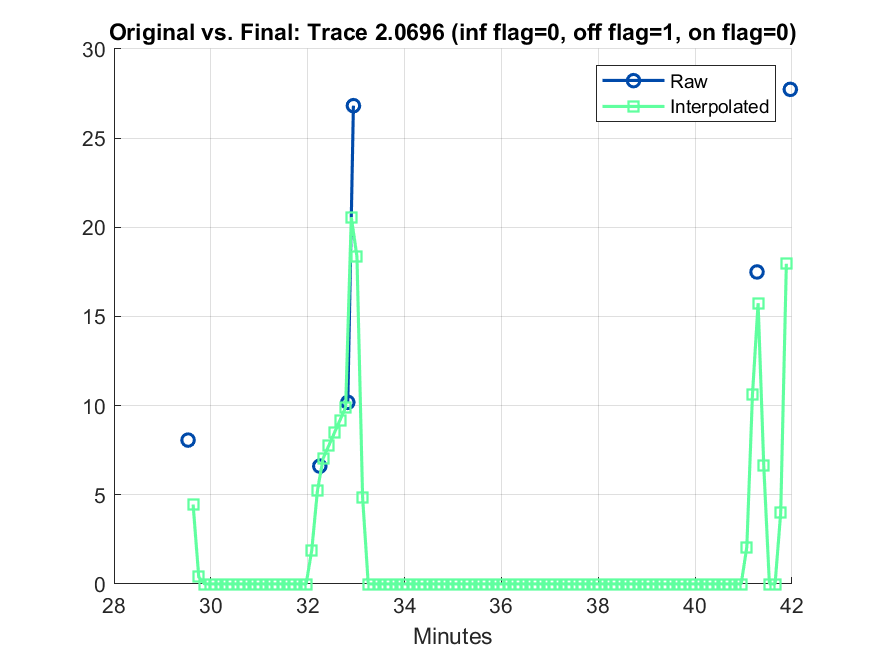 Original vs. Final: Trace 2.0696 (inf flag=0, off flag=1, on flag=0)
30
25
20
15
10
5
0
Raw
Interpolated
28 30 32 34 36 38 40 42
Minutes